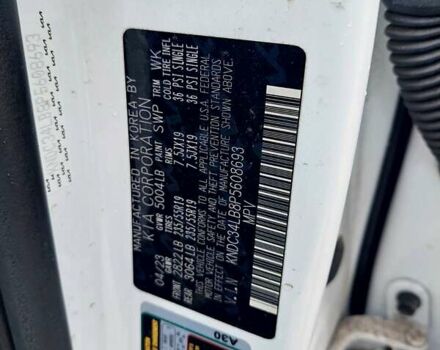 MANUFACTURED IN KOREA BY
KIA CORPORATION
04/23 GVWR 5004LB PAINT SWP TRIM WK
TIRES RIMS COLD TIRE INFL
FRONT 2822LB 235/55R19 7.5JX19 36 PSI SINGLE
REAR 3064LB 235/55R19 7.5JX19 36 PSI SINGLE
THIS VEHICLE CONFORMS TO ALL APPLICABLE U.S.A. FEDERAL
MOTOR VEHICLE SAFETY AND THEFT PREVENTION STANDARDS
IN EFFECT ON THE DATE OF MANUFACTURE SHOWN ABOVE.
KNDC34LB8P5608693
MPV
A30